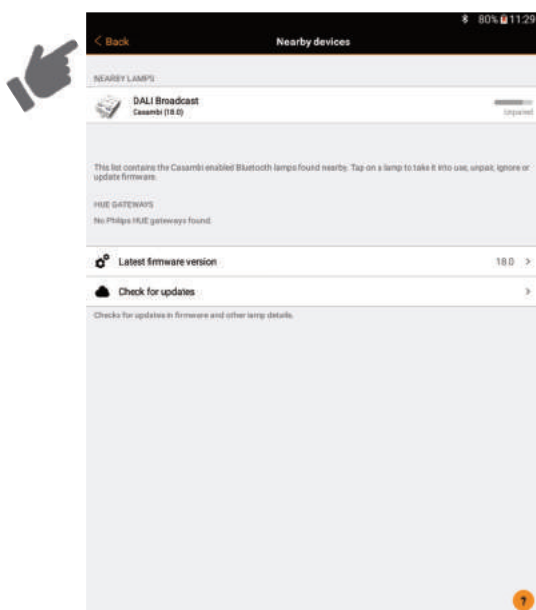 80% 11:29
< Back
Nearby devices
NEARBY LAMPS
DALI Broadcast
Casambi (18.0)
Unpaired
This list contains the Casambi enabled Bluetooth lamps found nearby. Tap on a lamp to take it into use, unpair, ignore or
update firmware.
HUE GATEWAYS
No Philips HUE gateways found.
Latest firmware version
18.0 >
Check for updates
>
Checks for updates in firmware and other lamp details.
?